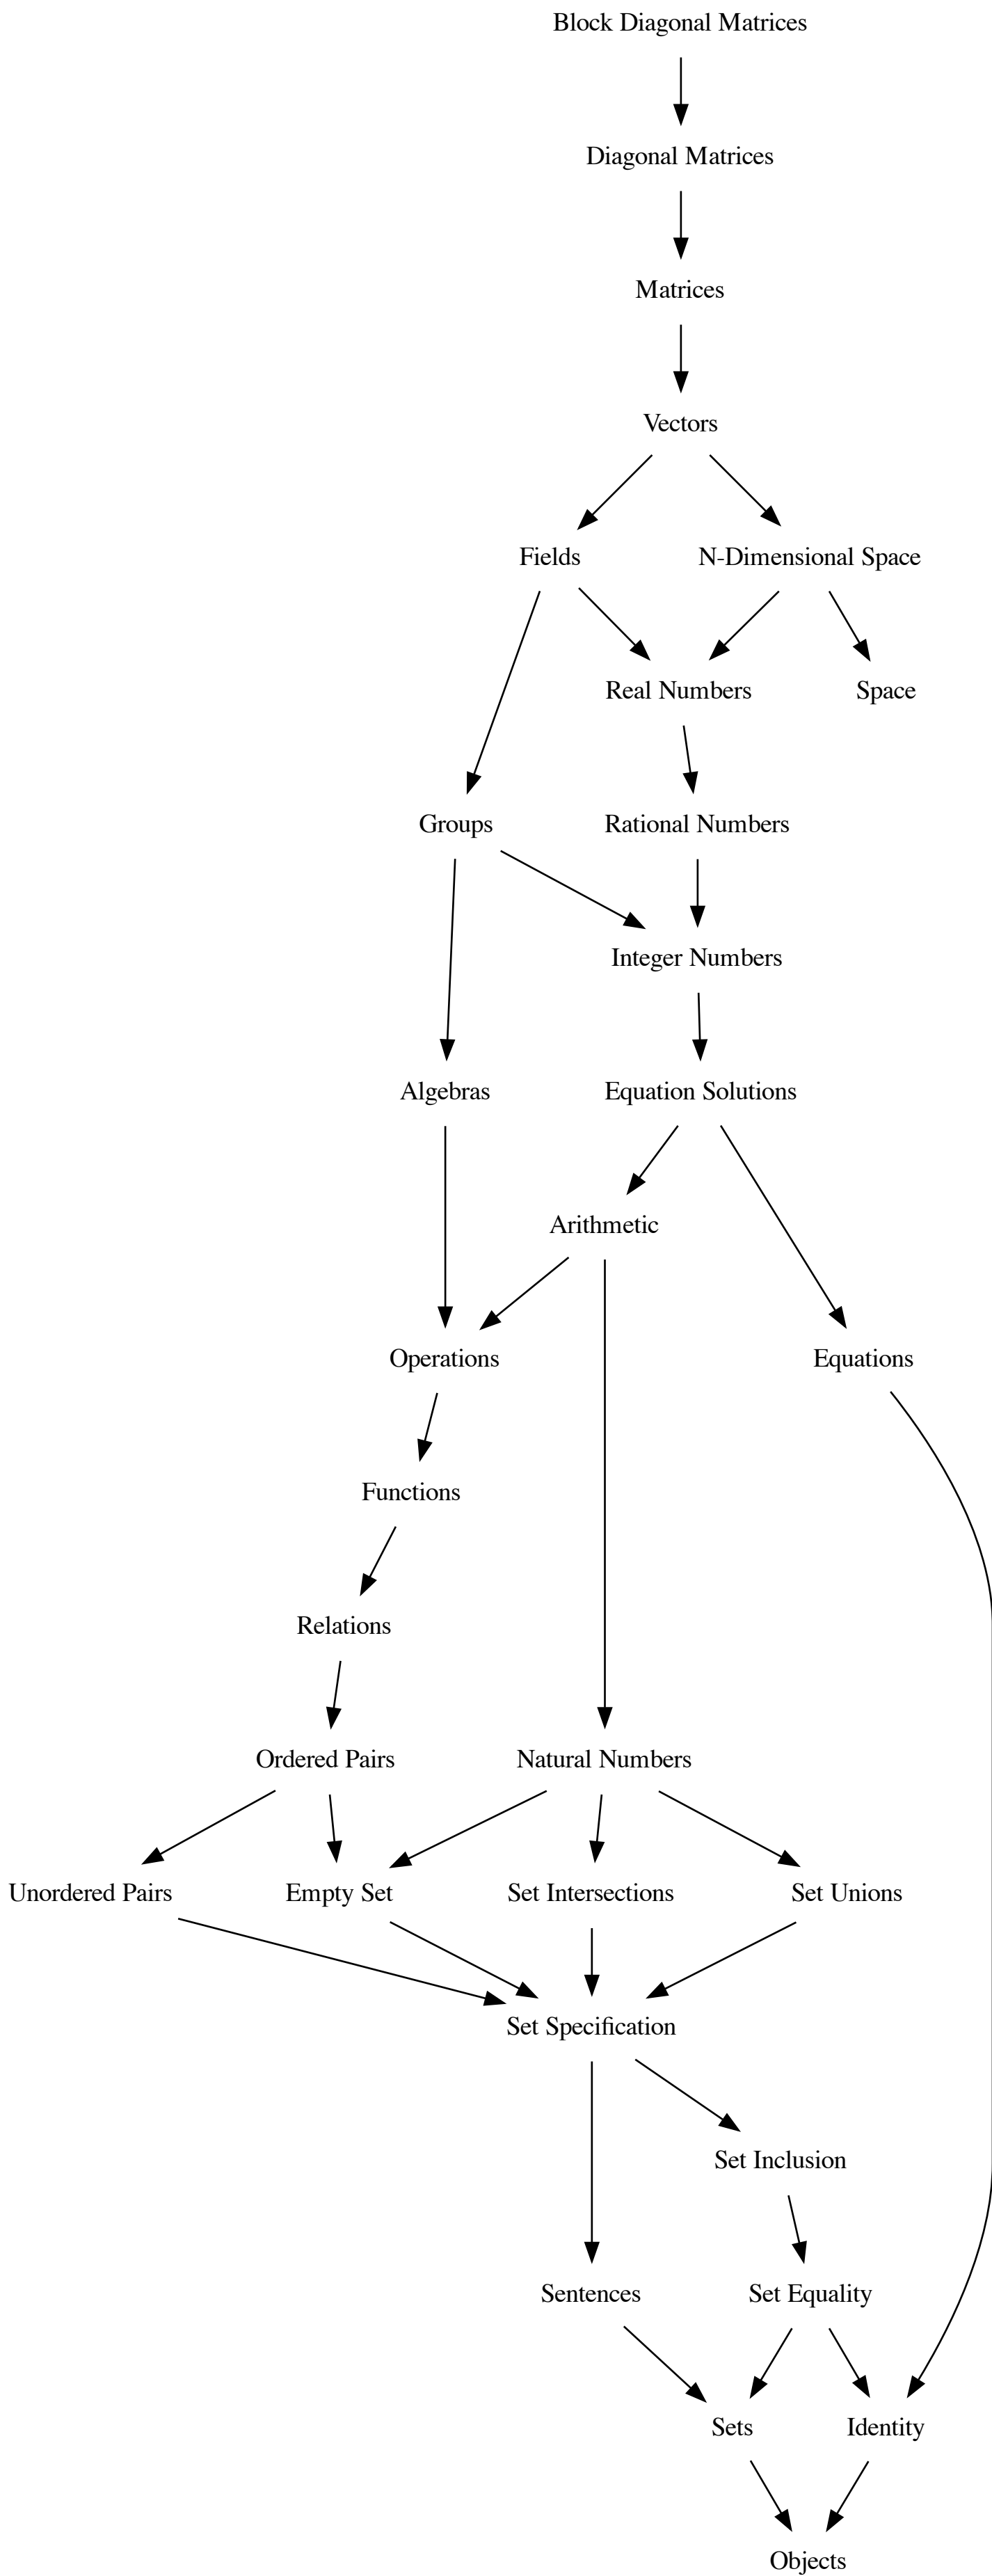 Block Diagonal Matrices
Diagonal Matrices
Matrices
Vectors
Fields
N-Dimensional Space
Real Numbers
Space
Groups
Rational Numbers
Integer Numbers
Algebras
Equation Solutions
Arithmetic
Operations
Equations
Functions
Relations
Ordered Pairs
Natural Numbers
Unordered Pairs
Empty Set
Set Intersections
Set Unions
Set Specification
Set Inclusion
Sentences
Set Equality
Sets
Identity
Objects